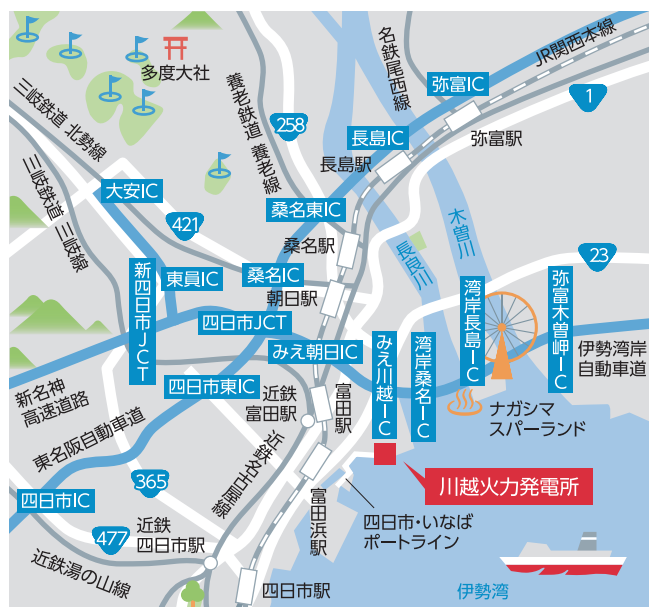 JR関西本線
名鉄尾西線
多度大社
養老鉄道 養老線
弥富IC
1
三岐鉄道 北勢線
258
長島IC
弥富駅
長島駅
三岐鉄道 三岐線
大安IC
桑名東IC
421
木曽川
桑名駅
長良川
23
新四日市JCT
東員IC
桑名IC
朝日駅
湾岸長島IC
弥富木曽岬IC
四日市JCT
みえ朝日IC
みえ川越IC
湾岸桑名IC
伊勢湾岸
自動車道
新名神
高速道路
四日市東IC
近鉄
富田駅
富田駅
ナガシマ
スパーランド
東名阪自動車道
近鉄名古屋線
365
川越火力発電所
四日市IC
富田浜駅
四日市・いなば
ポートライン
477
近鉄
四日市駅
近鉄湯の山線
四日市駅
伊勢湾